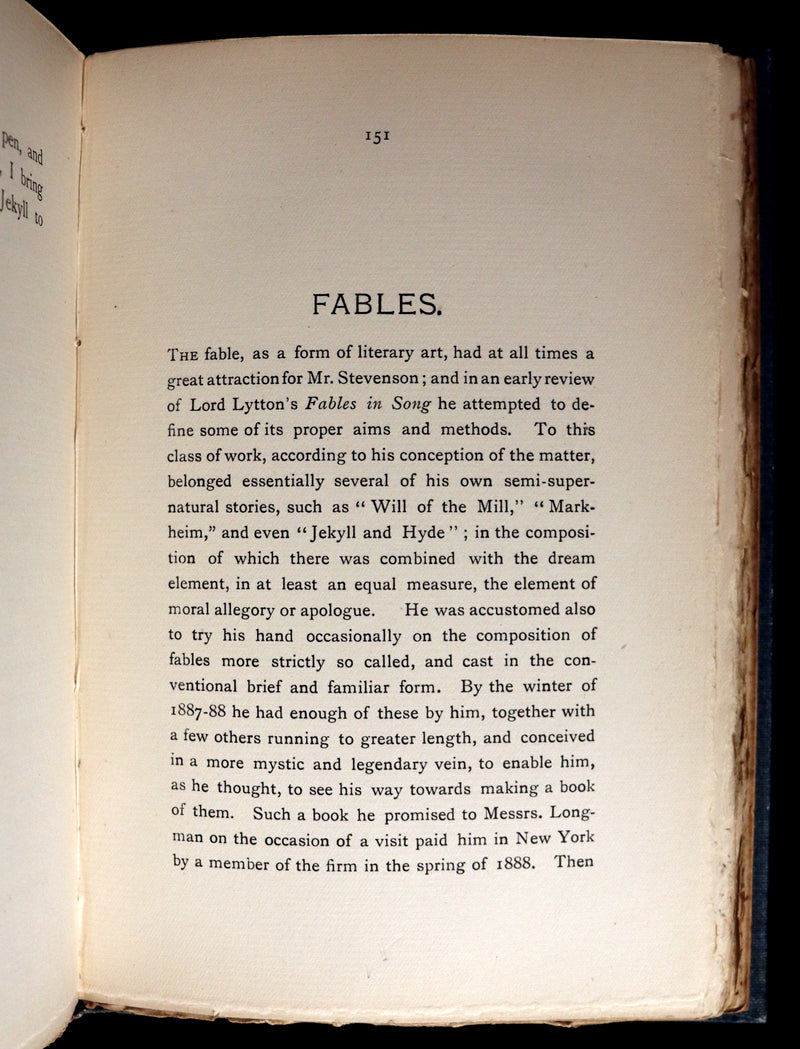 pen, and
, I bring
Jekyll to
151
FABLES.
THE fable, as a form of literary art, had at all times a
great attraction for Mr. Stevenson; and in an early review
of Lord Lytton's Fables in Song he attempted to de-
fine some of its proper aims and methods. To this
class of work, according to his conception of the matter,
belonged essentially several of his own semi-super-
natural stories, such as “ Will of the Mill,” “ Mark-
heim,” and even “ Jekyll and Hyde ” ; in the composi-
tion of which there was combined with the dream
element, in at least an equal measure, the element of
moral allegory or apologue. He was accustomed also
to try his hand occasionally on the composition of
fables more strictly so called, and cast in the con-
ventional brief and familiar form. By the winter of
1887-88 he had enough of these by him, together with
a few others running to greater length, and conceived
in a more mystic and legendary vein, to enable him,
as he thought, to see his way towards making a book
of them. Such a book he promised to Messrs. Long-
man on the occasion of a visit paid him in New York
by a member of the firm in the spring of 1888. Then